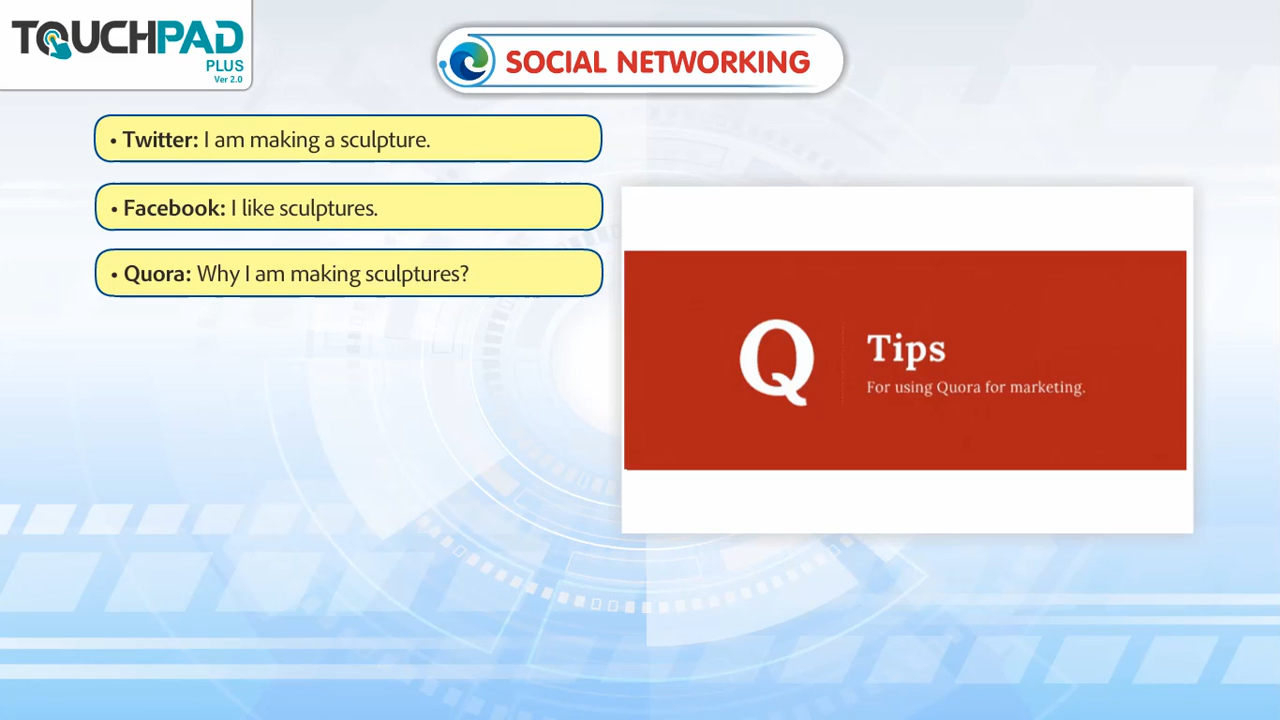 TOUCHPAD
PLUS
Ver 2.0
SOCIAL NETWORKING
• Twitter: I am making a sculpture.
• Facebook: I like sculptures.
• Quora: Why I am making sculptures?
Q
Tips
For using Quora for marketing.